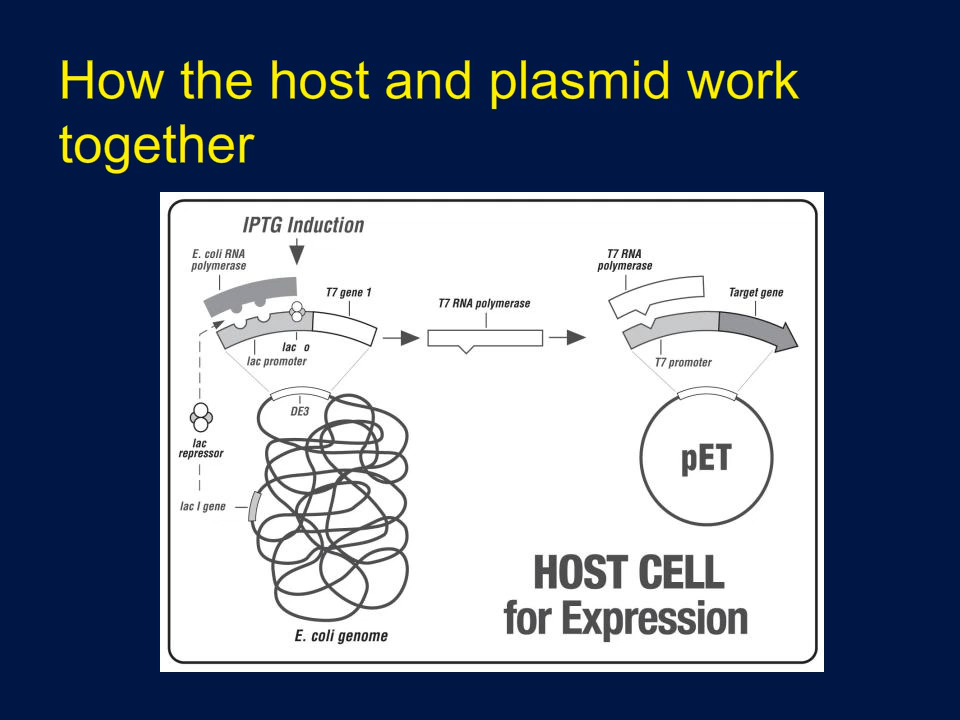 How the host and plasmid work
together
IPTG Induction
E. coli RNA
polymerase
T7 gene 1
lac o
lac promoter
T7 RNA polymerase
T7 RNA
polymerase
Target gene
T7 promoter
DE3
lac
repressor
lac I gene
E. coli genome
pET
HOST CELL
for Expression